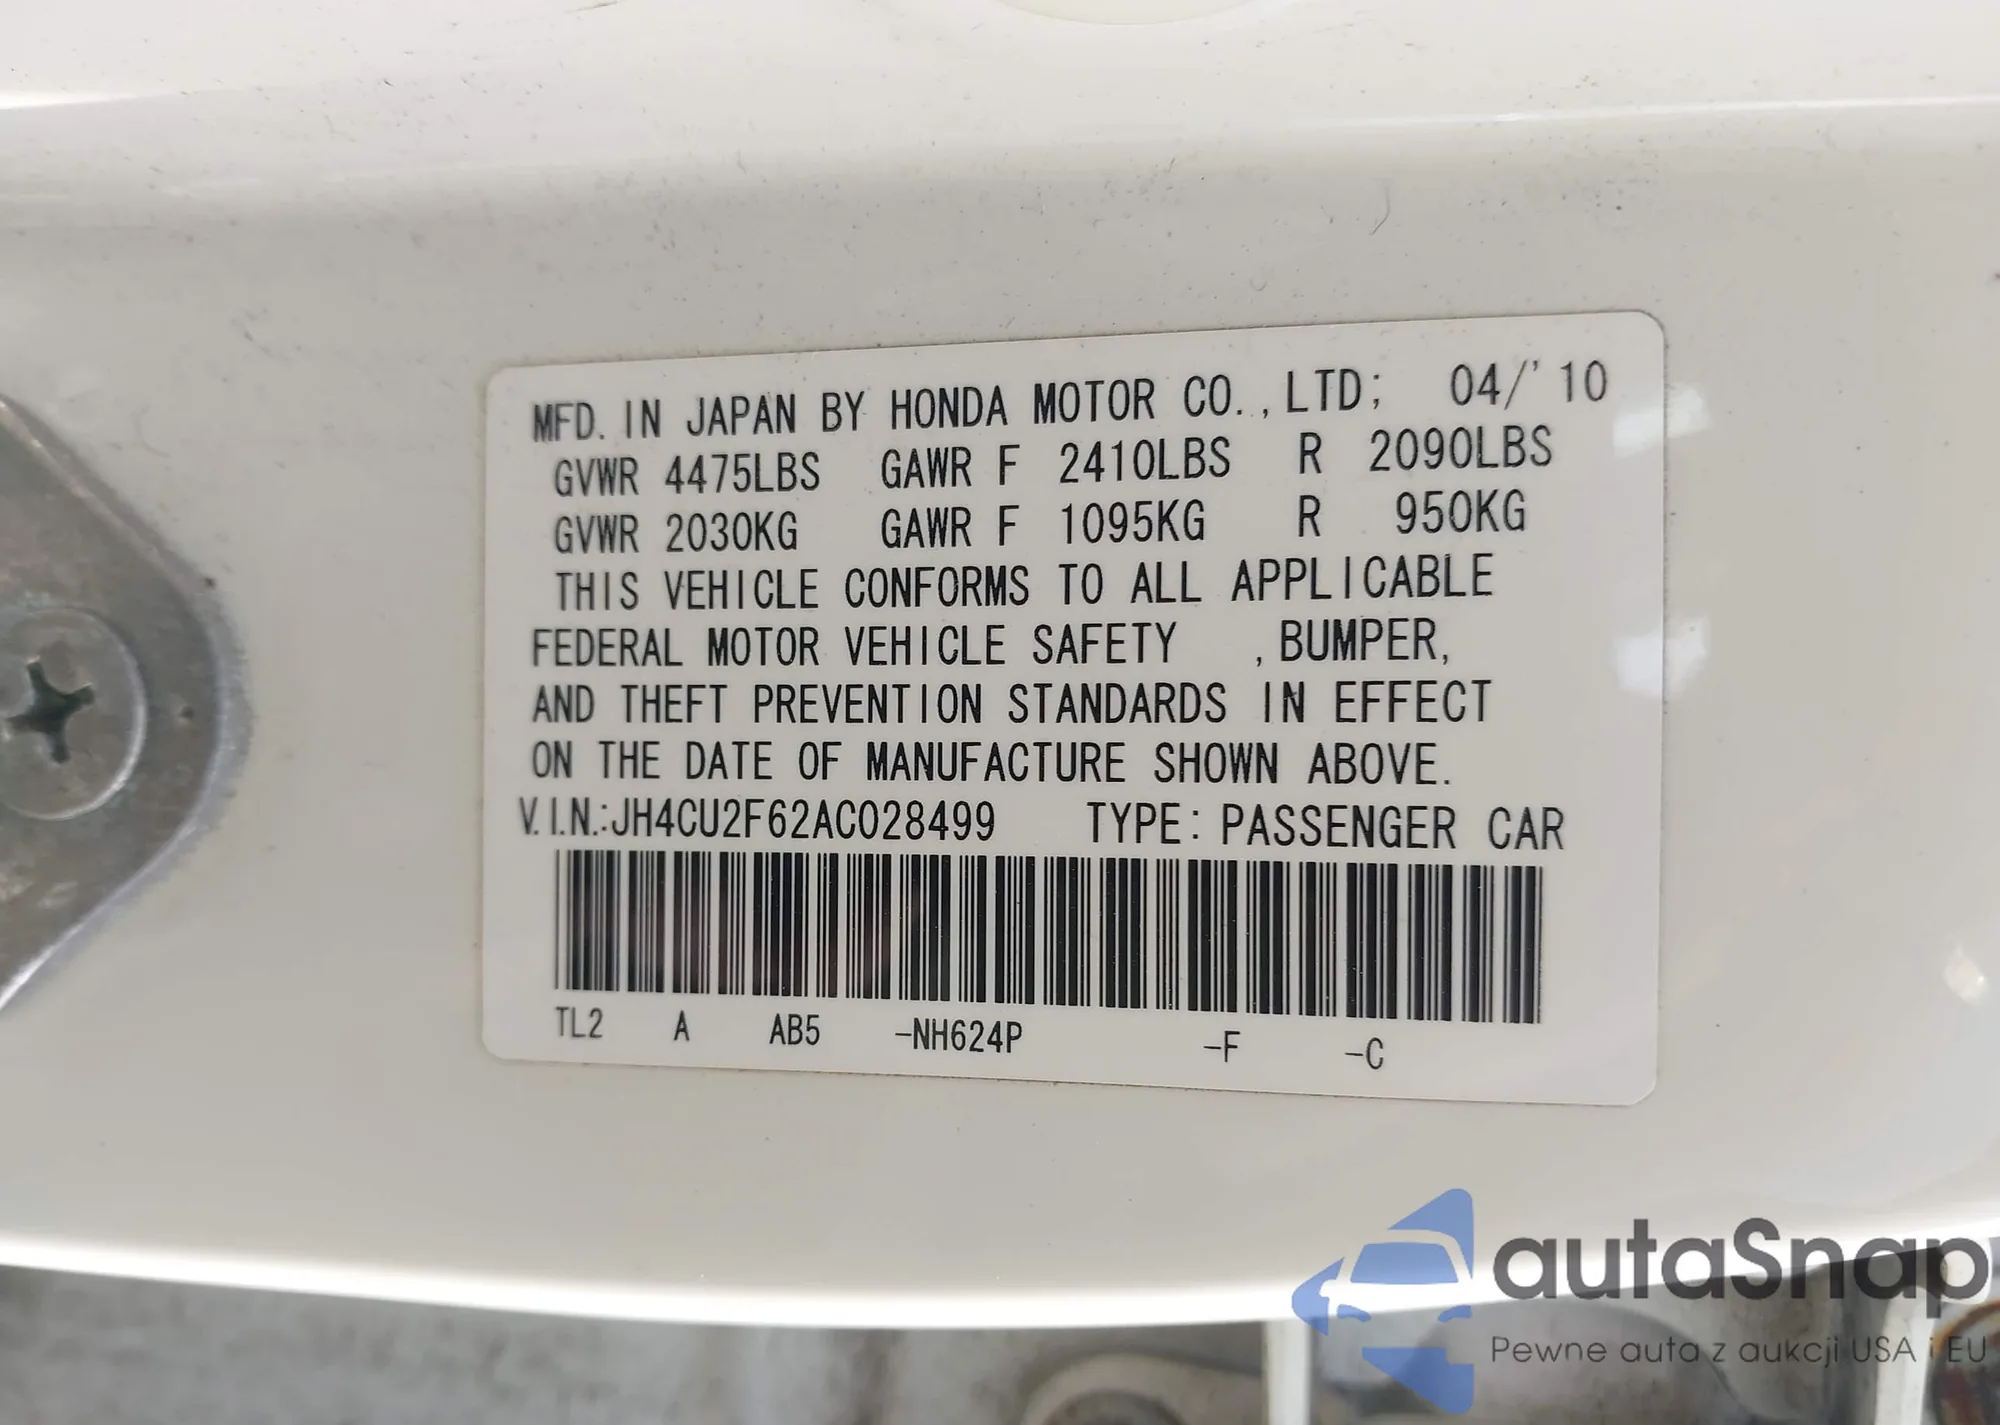 MFD. IN JAPAN BY HONDA MOTOR CO.,LTD; 04/'10
GVWR 4475LBS GAWR F 2410LBS R 2090LBS
GVWR 2030KG GAWR F 1095KG R 950KG
THIS VEHICLE CONFORMS TO ALL APPLICABLE
FEDERAL MOTOR VEHICLE SAFETY ,BUMPER,
AND THEFT PREVENTION STANDARDS IN EFFECT
ON THE DATE OF MANUFACTURE SHOWN ABOVE.
V.I.N.:JH4CU2F62AC028499 TYPE: PASSENGER CAR
TL2 A AB5 -NH624P -F -C
autaSnap
Pewne auta z aukcji USA i EU